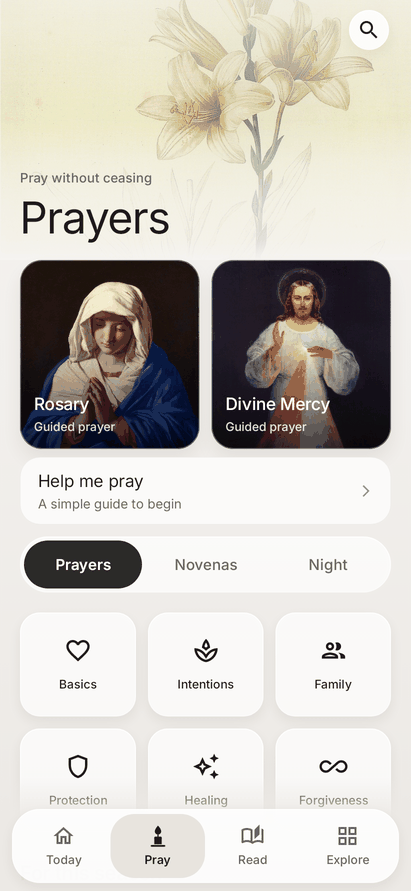 Pray without ceasing
Prayers
Rosary
Guided prayer
Divine Mercy
Guided prayer
Help me pray
A simple guide to begin
Prayers
Novenas
Night
Basics
Intentions
Family
Protection
Healing
Forgiveness
Today
Pray
Read
Explore